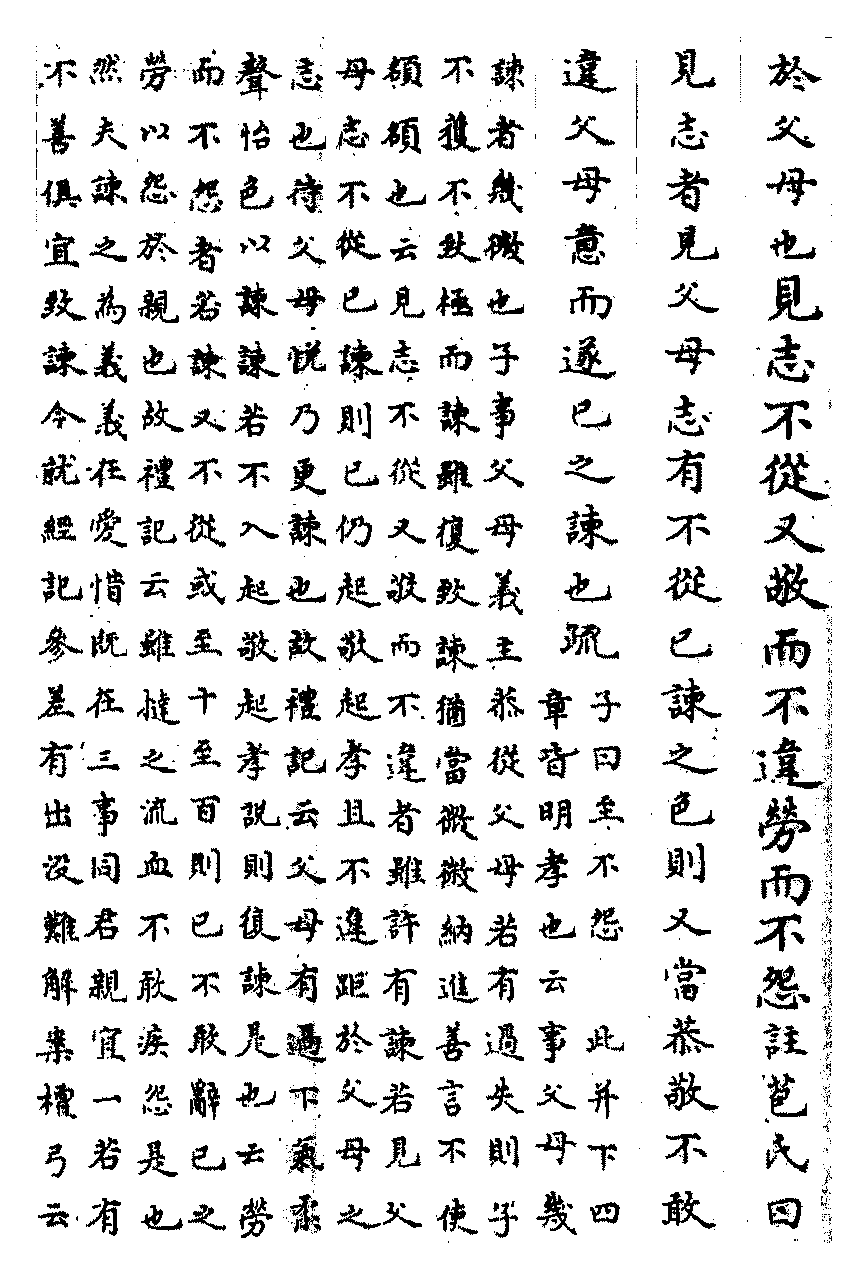 於父母也見志不從又敬而不違勞而不怨註苞氏曰
見志者見父母志有不從已諫之色則又當恭敬不敢
違父母意而遂已之諫也疏
子曰至不怨　此并下四
章皆明孝也云事父母幾
諫者幾微也子事父母義主恭從父母若有過失則子
不獲不致極而諫雖復致諫猶當微微納進善言不使
額額也云見志不從又敬而不違者雖許有諫若見父
母志不從已諫則已仍起敬起孝且不違距於父母之
志也待父母悅乃更諫也故禮記云父母有過下氣柔
聲怡色以諫諫若不入起敬起孝說則復諫是也云勞
而不怨者若諫又不從或至十至百則已不敢辭已之
勞以怨於親也故禮記云雖撻之流血不敢疾怨是也
然夫諫之為義義在愛惜既在三事同君親宜一若有
不善俱宜致諫今就經記參差有出沒難解案檀弓云